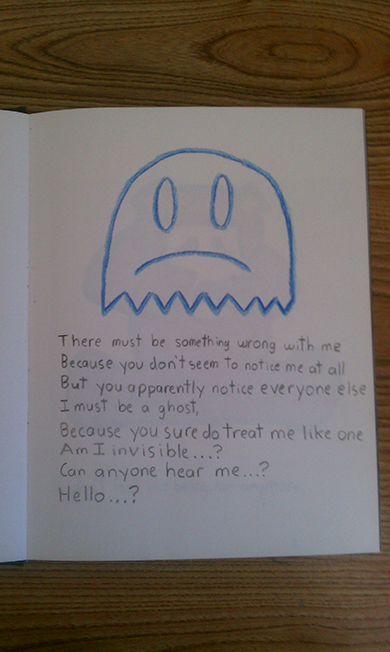 There must be something wrong with me
Because you don't seem to notice me at all
But you apparently notice everyone else
I must be a ghost,
Because you sure do treat me like one
Am I invisible...?
Can anyone hear me...?
Hello...?